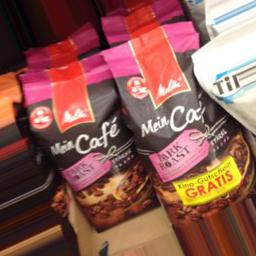 Melitta
Mein Café
DARK
ROAST
Melitta
Mein Café
DARK
ROAST
Kino-Gutschein
GRATIS